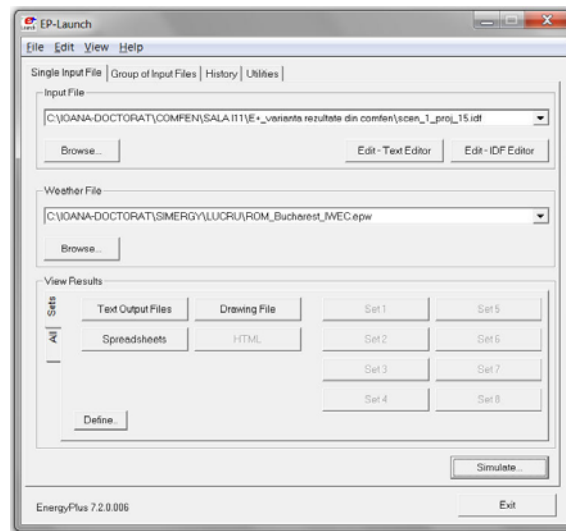 EP-Launch
File Edit View Help
Single Input File Group of Input Files History Utilities
Input File
C:\IOANA-DOCTORAT\COMFEN\SALA I11\E+_varianta rezultate din comfen\scen_1_proj_15.idf
Browse... Edit - Text Editor Edit - IDF Editor
Weather File
C:\IOANA-DOCTORAT\SIMERGY\LUCRU\ROM_Bucharest_IWEC.epw
Browse...
View Results
Sets
All
Text Output Files Drawing File Set 1 Set 5
Spreadsheets HTML Set 2 Set 6
Set 3 Set 7
Set 4 Set 8
Define..
Simulate...
EnergyPlus 7.2.0.006 Exit